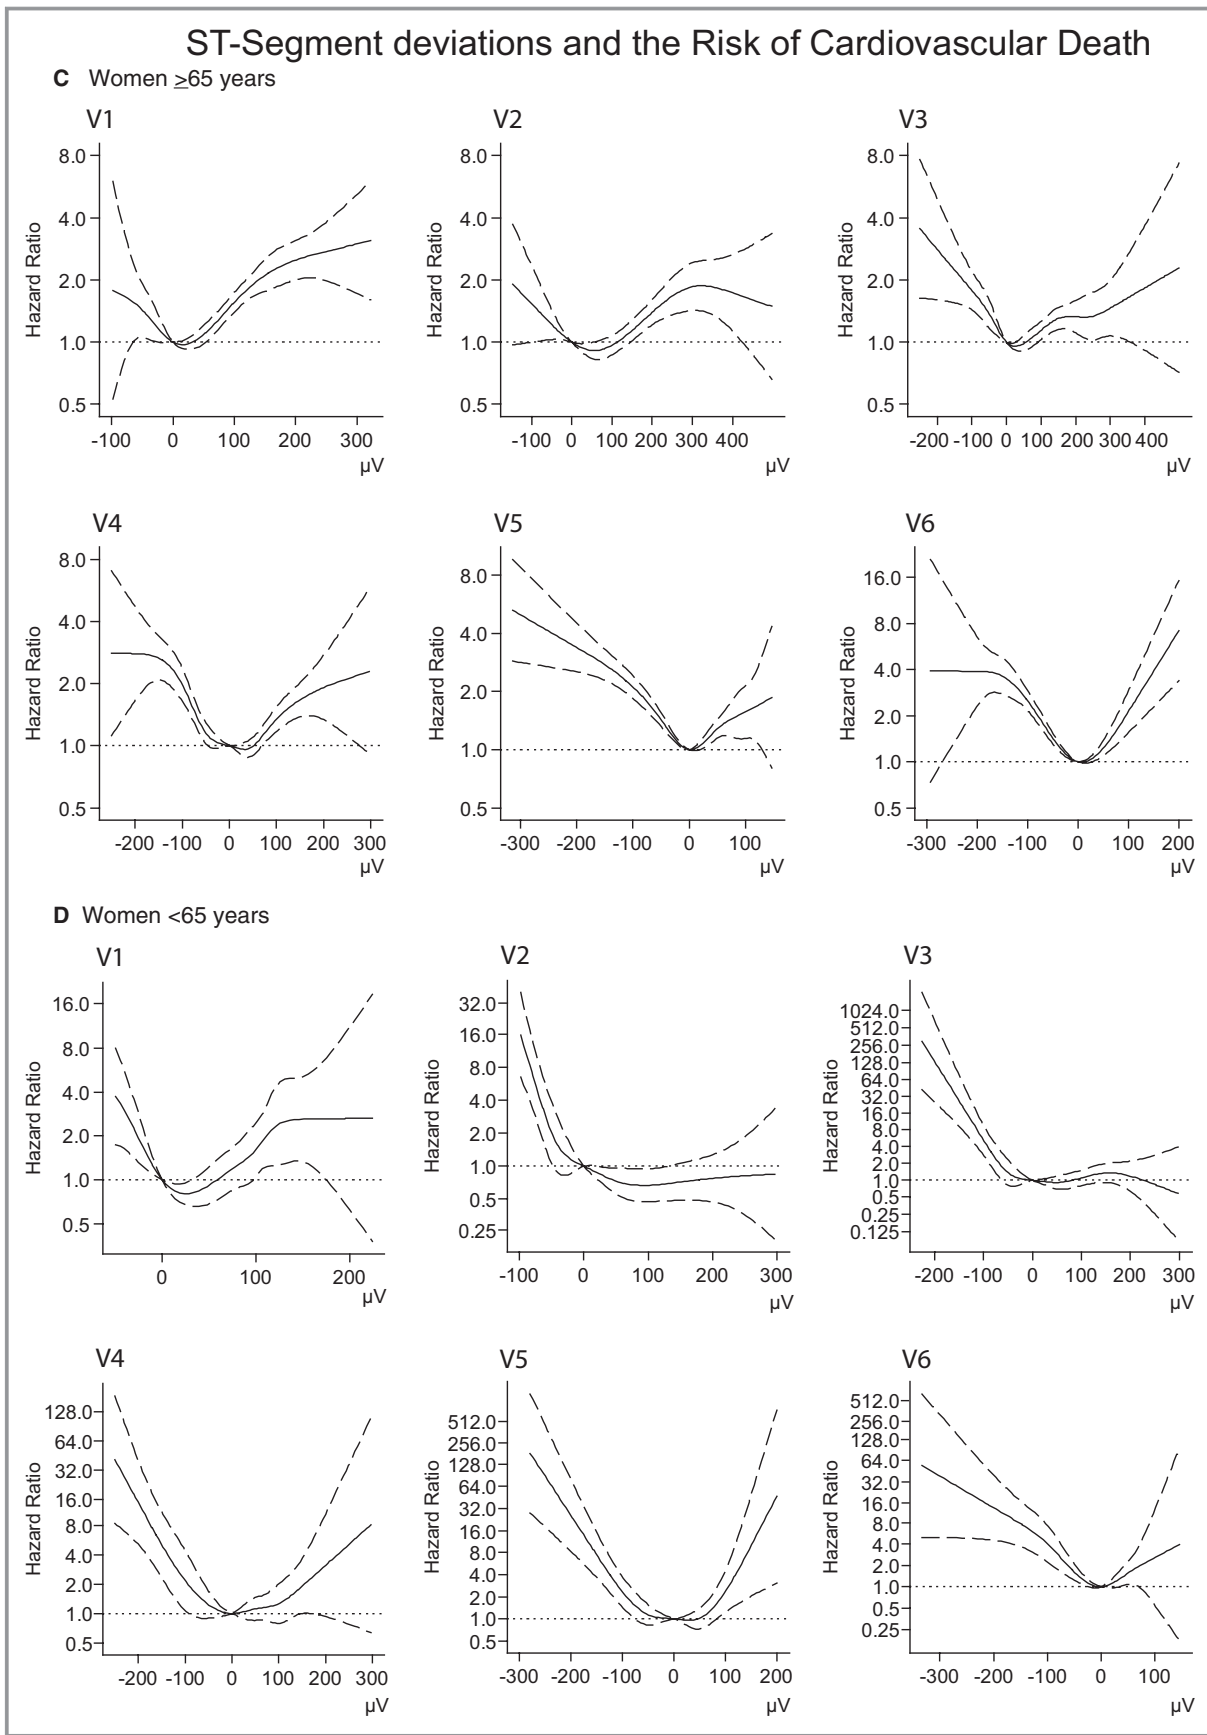 ST-Segment deviations and the Risk of Cardiovascular Death
C Women ≥65 years
V1
Hazard Ratio
8.0
4.0
2.0
1.0
0.5
-100 0 100 200 300
µV
V2
Hazard Ratio
8.0
4.0
2.0
1.0
0.5
-100 0 100 200 300 400
µV
V3
Hazard Ratio
8.0
4.0
2.0
1.0
0.5
-200 -100 0 100 200 300 400
µV
V4
Hazard Ratio
8.0
4.0
2.0
1.0
0.5
-200 -100 0 100 200 300
µV
V5
Hazard Ratio
8.0
4.0
2.0
1.0
0.5
-300 -200 -100 0 100
µV
V6
Hazard Ratio
16.0
8.0
4.0
2.0
1.0
0.5
-300 -200 -100 0 100 200
µV
D Women <65 years
V1
Hazard Ratio
16.0
8.0
4.0
2.0
1.0
0.5
0 100 200
µV
V2
Hazard Ratio
32.0
16.0
8.0
4.0
2.0
1.0
0.5
0.25
-100 0 100 200 300
µV
V3
Hazard Ratio
1024.0
512.0
256.0
128.0
64.0
32.0
16.0
8.0
4.0
2.0
1.0
0.5
0.25
0.125
-200 -100 0 100 200 300
µV
V4
Hazard Ratio
128.0
64.0
32.0
16.0
8.0
4.0
2.0
1.0
0.5
-200 -100 0 100 200 300
µV
V5
Hazard Ratio
512.0
256.0
128.0
64.0
32.0
16.0
8.0
4.0
2.0
1.0
0.5
-300 -200 -100 0 100 200
µV
V6
Hazard Ratio
512.0
256.0
128.0
64.0
32.0
16.0
8.0
4.0
2.0
1.0
0.5
0.25
-300 -200 -100 0 100
µV